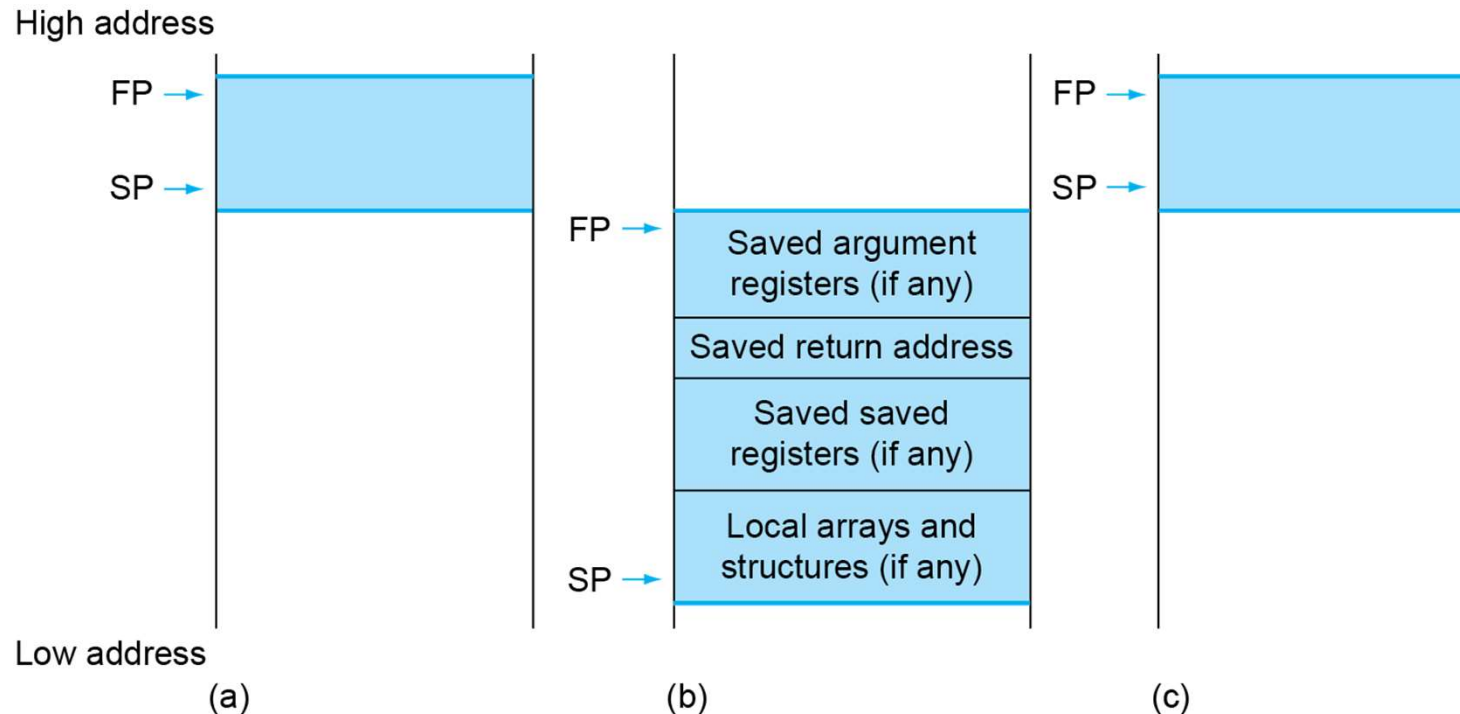 High address
FP
SP
FP
Saved argument
registers (if any)
Saved return address
Saved saved
registers (if any)
Local arrays and
structures (if any)
SP
FP
SP
Low address
(a)
(b)
(c)